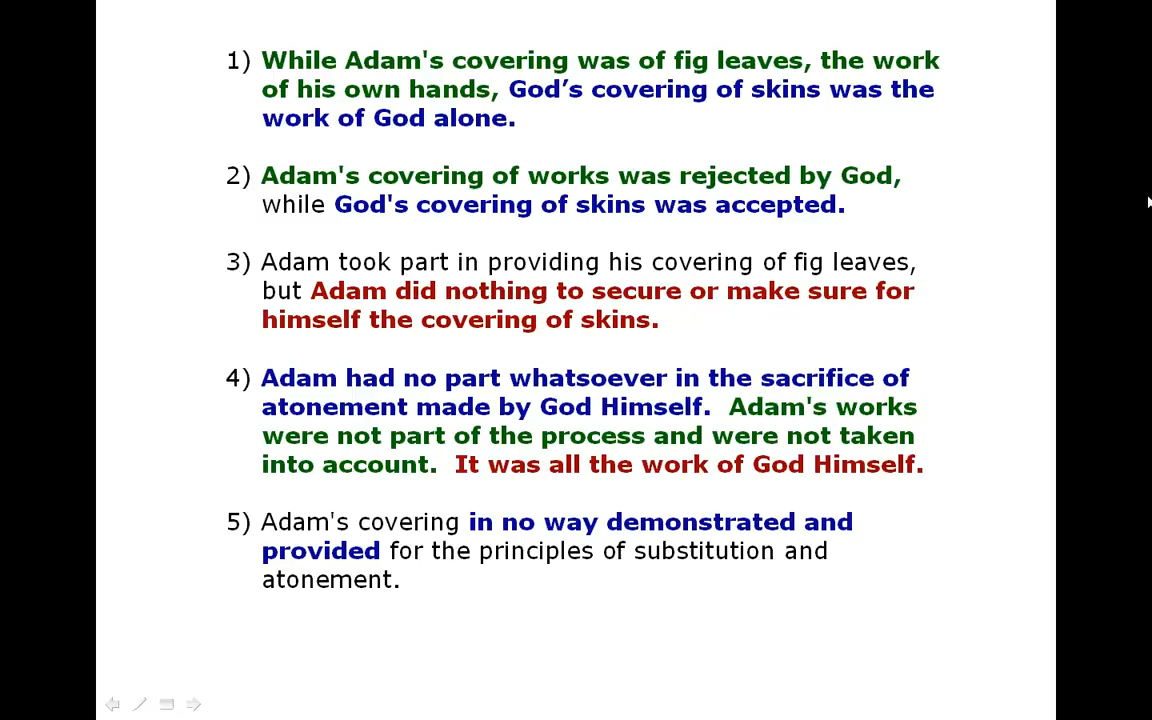 1) While Adam's covering was of fig leaves, the work
of his own hands, God’s covering of skins was the
work of God alone.
2) Adam's covering of works was rejected by God,
while God's covering of skins was accepted.
3) Adam took part in providing his covering of fig leaves,
but Adam did nothing to secure or make sure for
himself the covering of skins.
4) Adam had no part whatsoever in the sacrifice of
atonement made by God Himself. Adam's works
were not part of the process and were not taken
into account. It was all the work of God Himself.
5) Adam's covering in no way demonstrated and
provided for the principles of substitution and
atonement.